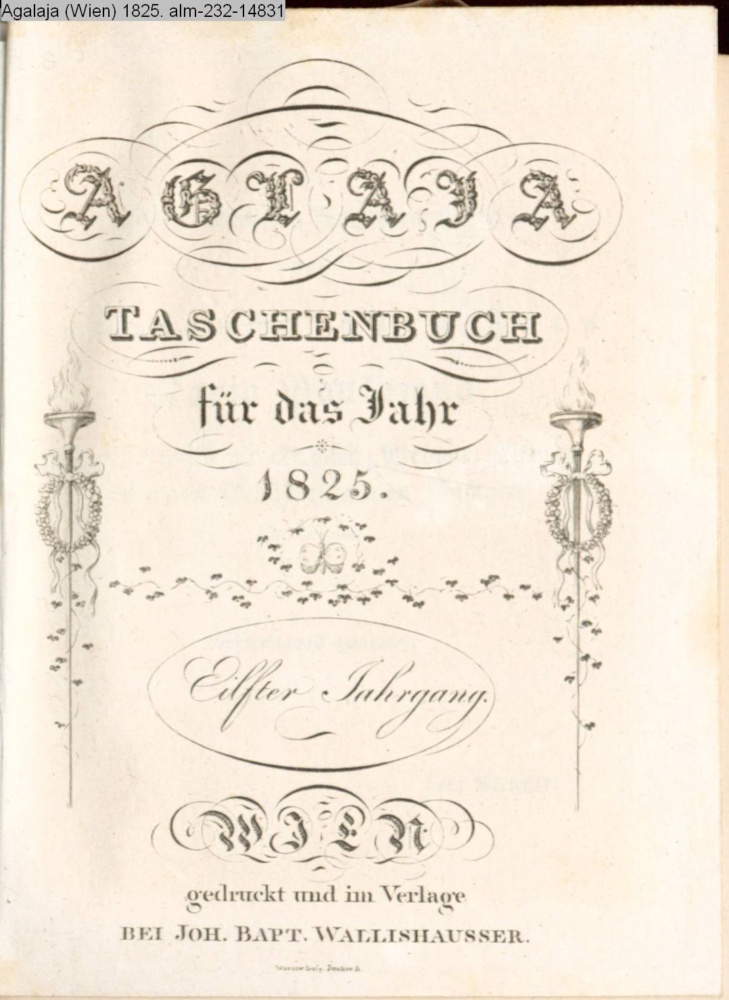 Agalaja (Wien) 1825. alm-232-14831
AGLAJA
TASCHENBUCH
für das Jahr
1825.
Eilfter Jahrgang.
WIEN
gedruckt und im Verlage
BEI JOH. BAPT. WALLISHAUSSER.